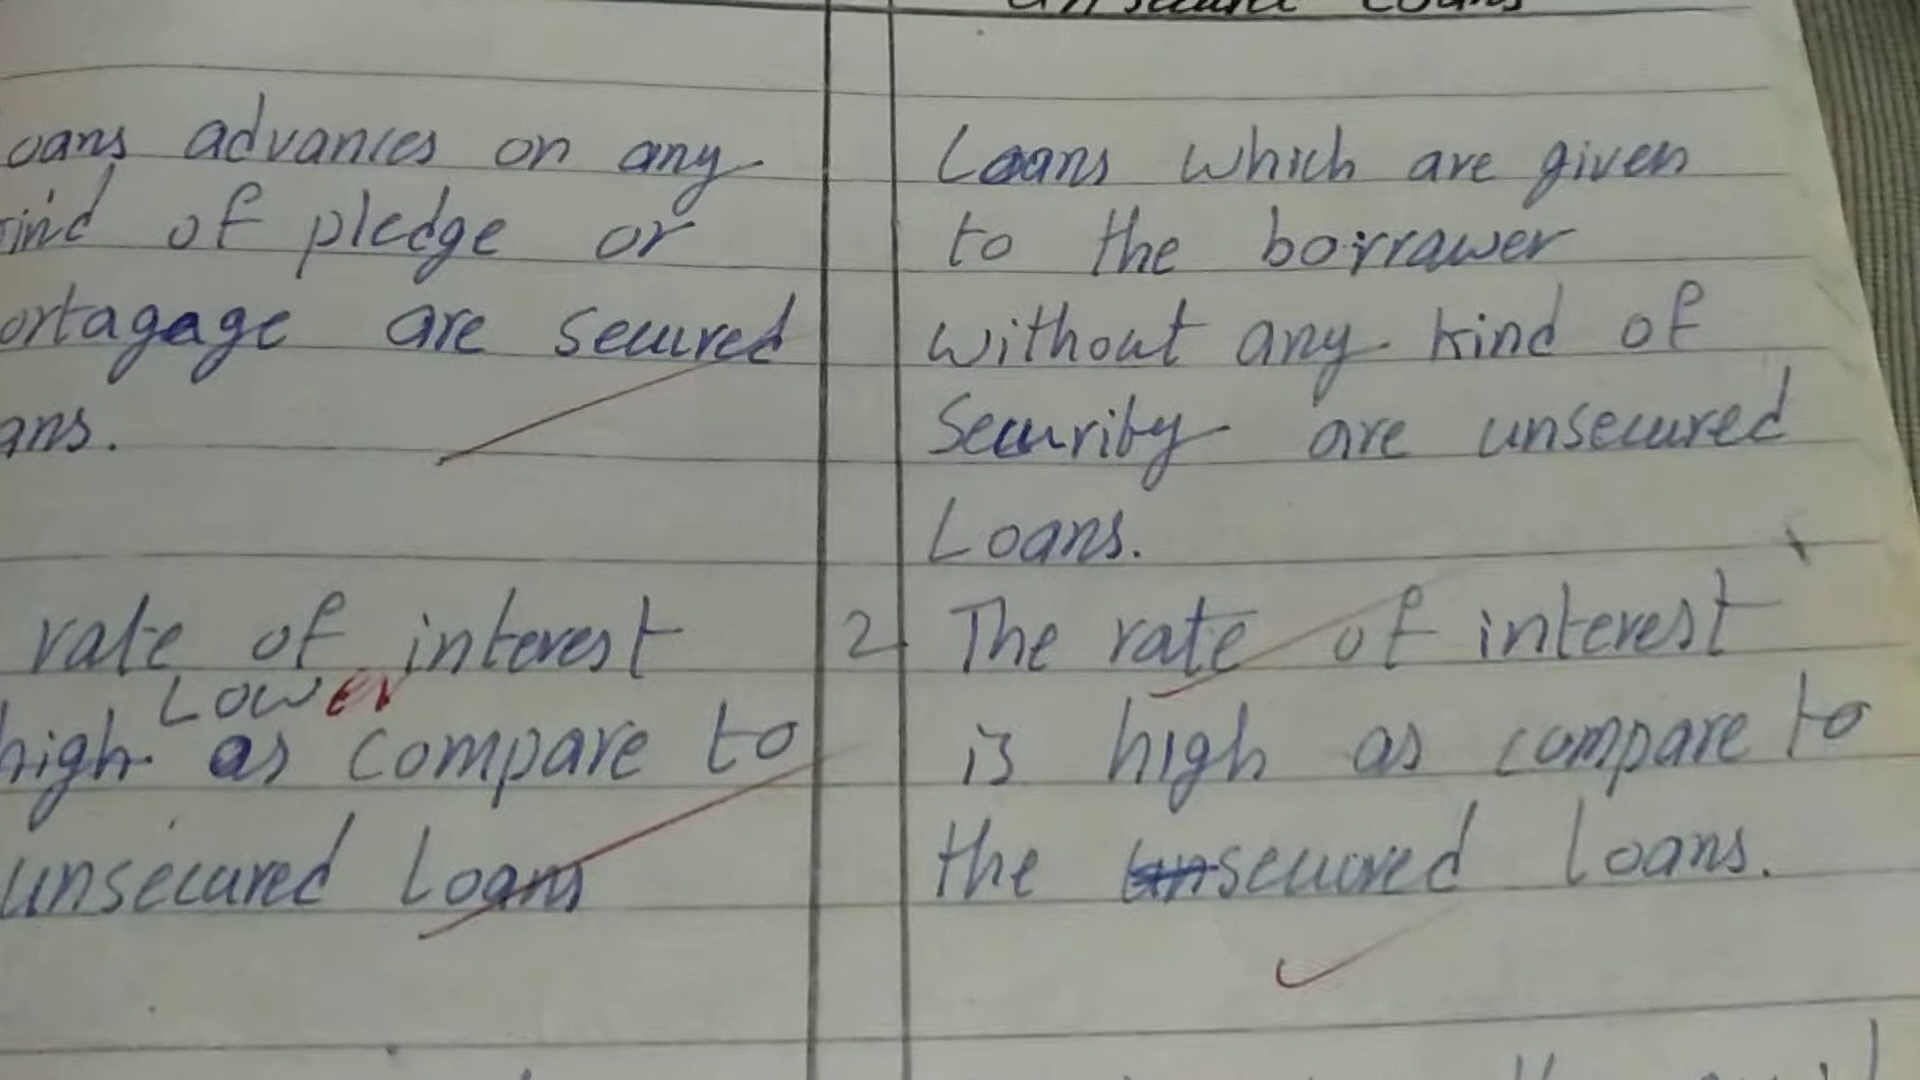 oans advances on any
kind of pledge or
ortagage are secured
ans.
rate of interest
Lower
high as compare to
unsecured Loans
Loans which are given
to the borrawer
without any kind of
Security are unsecured
Loans.
2 The rate of interest
is high as compare to
the unsecured loans.